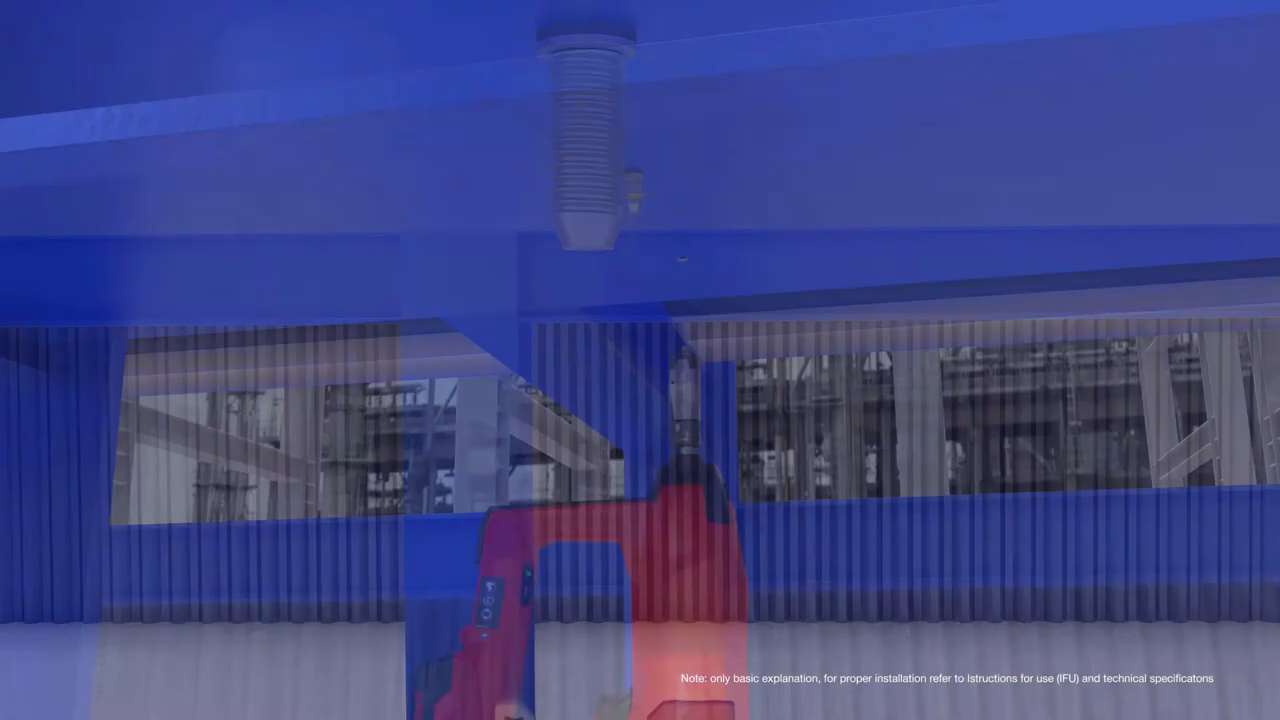 Note: only basic explanation, for proper installation refer to Istructions for use (IFU) and technical specificatons